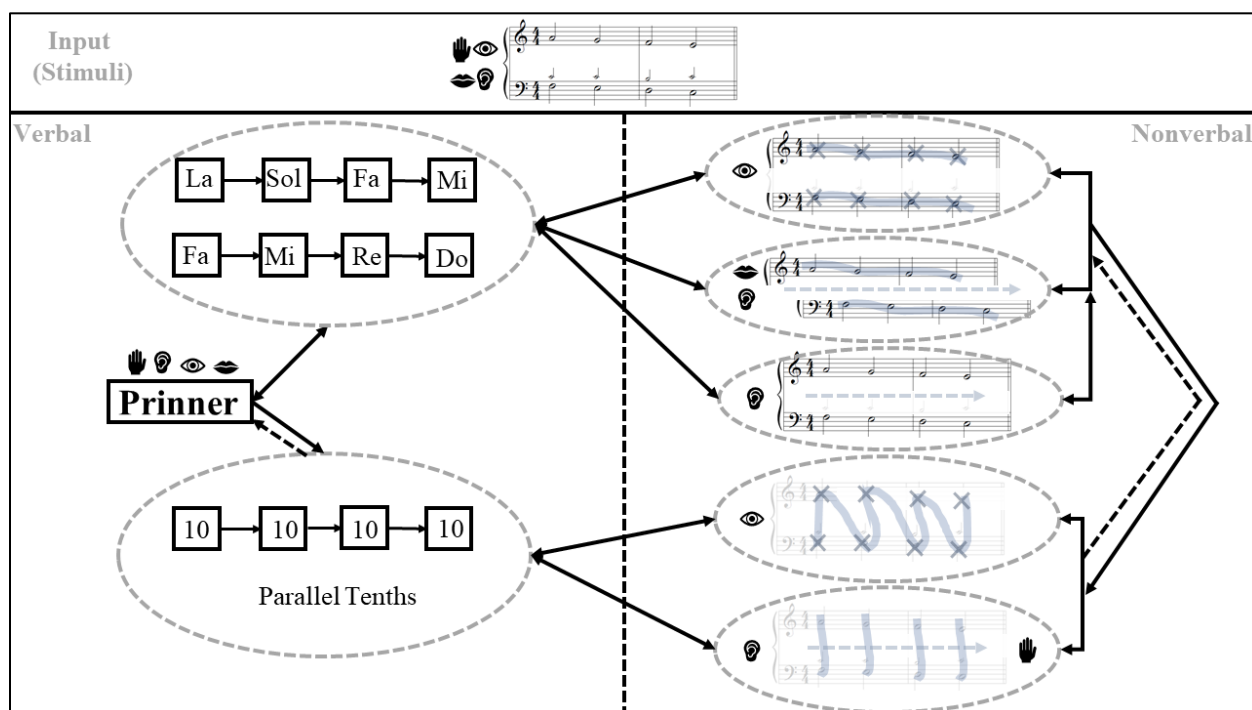 Input
(Stimuli)
Verbal
Nonverbal
La Sol Fa Mi
Fa Mi Re Do
Prinner
10 10 10 10
Parallel Tenths